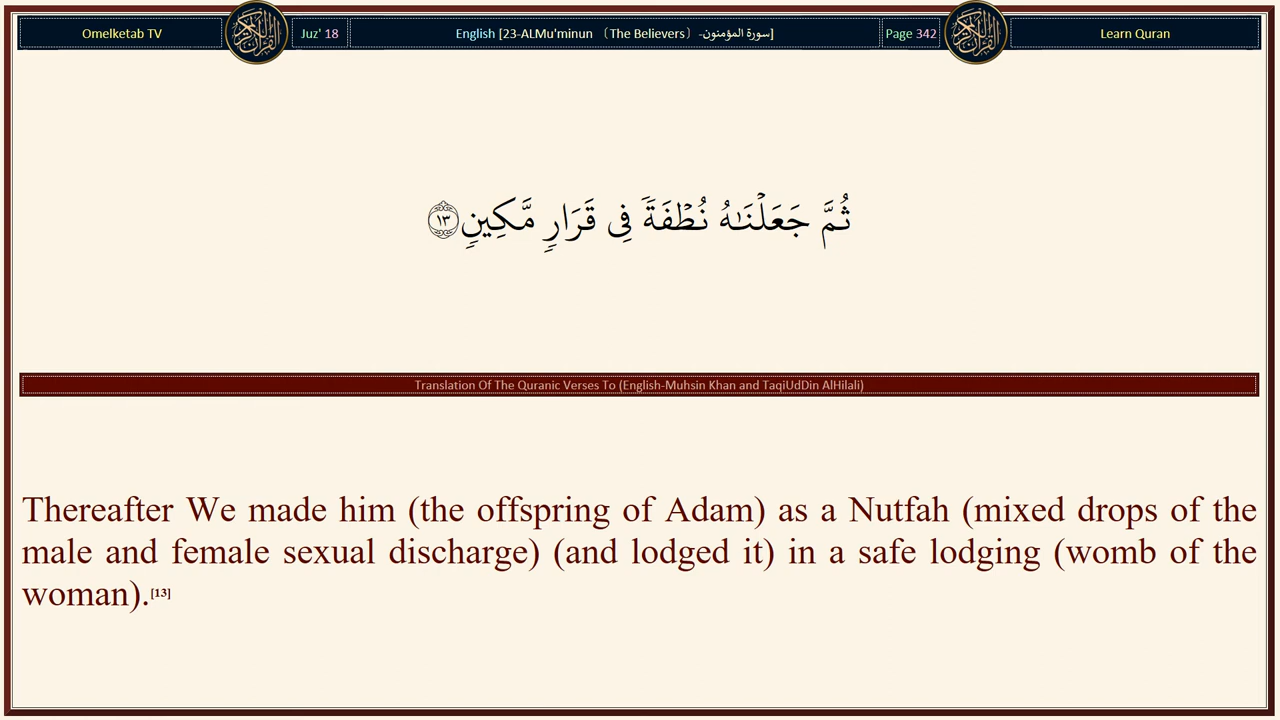 Omelketab TV
Juz' 18
English [23-ALMu'minun （The Believers） -سورة المؤمنون]
Page 342
Learn Quran
ثُمَّ جَعَلْنَـٰهُ نُطْفَةً فِى قَرَارٍ مَّكِينٍ ١٣
Translation Of The Quranic Verses To (English-Muhsin Khan and TaqiUdDin AlHilali)
Thereafter We made him (the offspring of Adam) as a Nutfah (mixed drops of the
male and female sexual discharge) (and lodged it) in a safe lodging (womb of the
woman).[13]